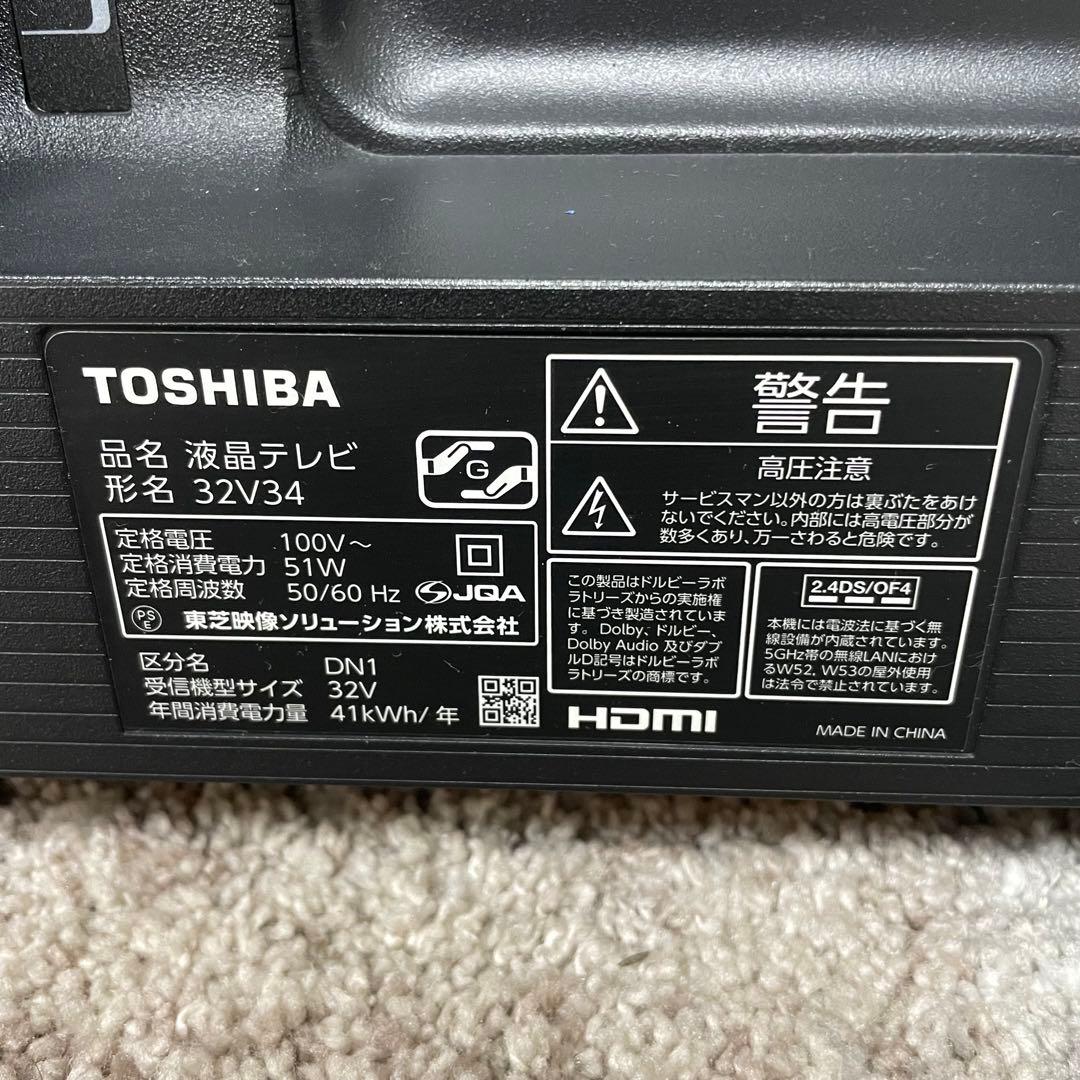 TOSHIBA
品名 液晶テレビ
形名 32V34
G
定格電圧 100V～
定格消費電力 51W
定格周波数 50/60 Hz
JQA
PSE
東芝映像ソリューション株式会社
区分名 DN1
受信機型サイズ 32V
年間消費電力量 41kWh/年
警告
高圧注意
サービスマン以外の方は裏ぶたをあけ
ないでください。内部には高電圧部分が
数多くあり、万一さわると危険です。
この製品はドルビーラボ
ラトリーズからの実施権
に基づき製造されていま
す。Dolby、ドルビー、
Dolby Audio 及びダブ
ルD記号はドルビーラボ
ラトリーズの商標です。
2.4DS/OF4
本機には電波法に基づく無
線設備が内蔵されています。
5GHz帯の無線LANにおけ
るW52, W53の屋外使用
は法令で禁止されています。
HDMI
MADE IN CHINA